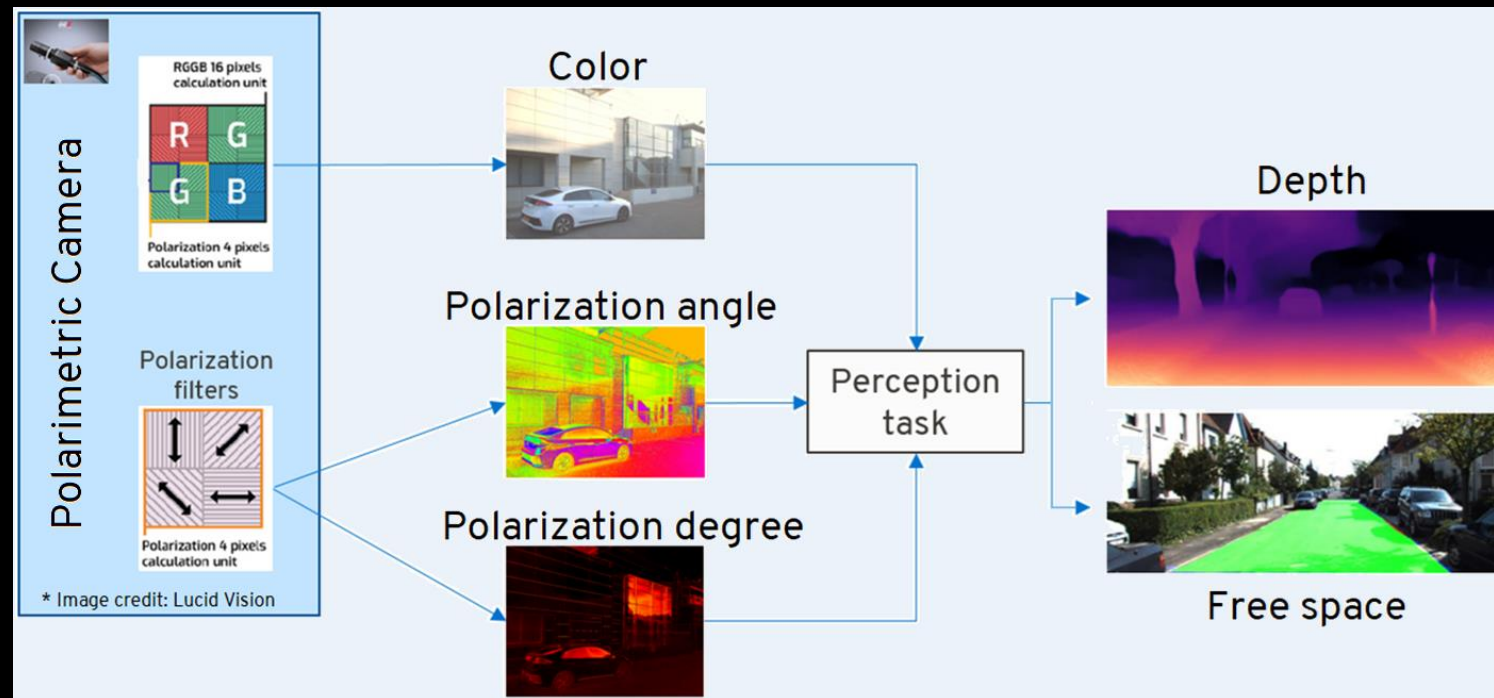 Polarimetric Camera
RGGB 16 pixels
calculation unit
R G
G B
Polarization 4 pixels
calculation unit
Polarization
filters
Polarization 4 pixels
calculation unit
* Image credit: Lucid Vision
Color
Polarization angle
Polarization degree
Perception
task
Depth
Free space